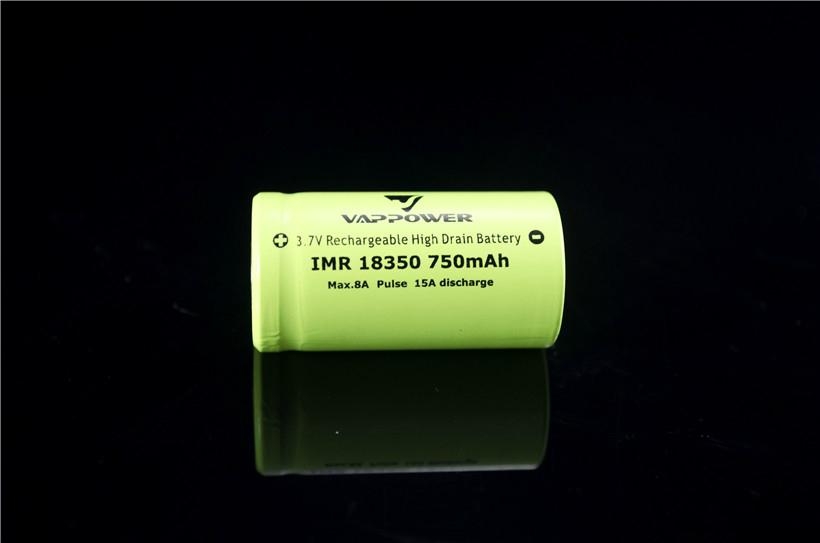 VAPPOWER
3.7V Rechargeable High Drain Battery
IMR 18350 750mAh
Max.8A Pulse 15A discharge